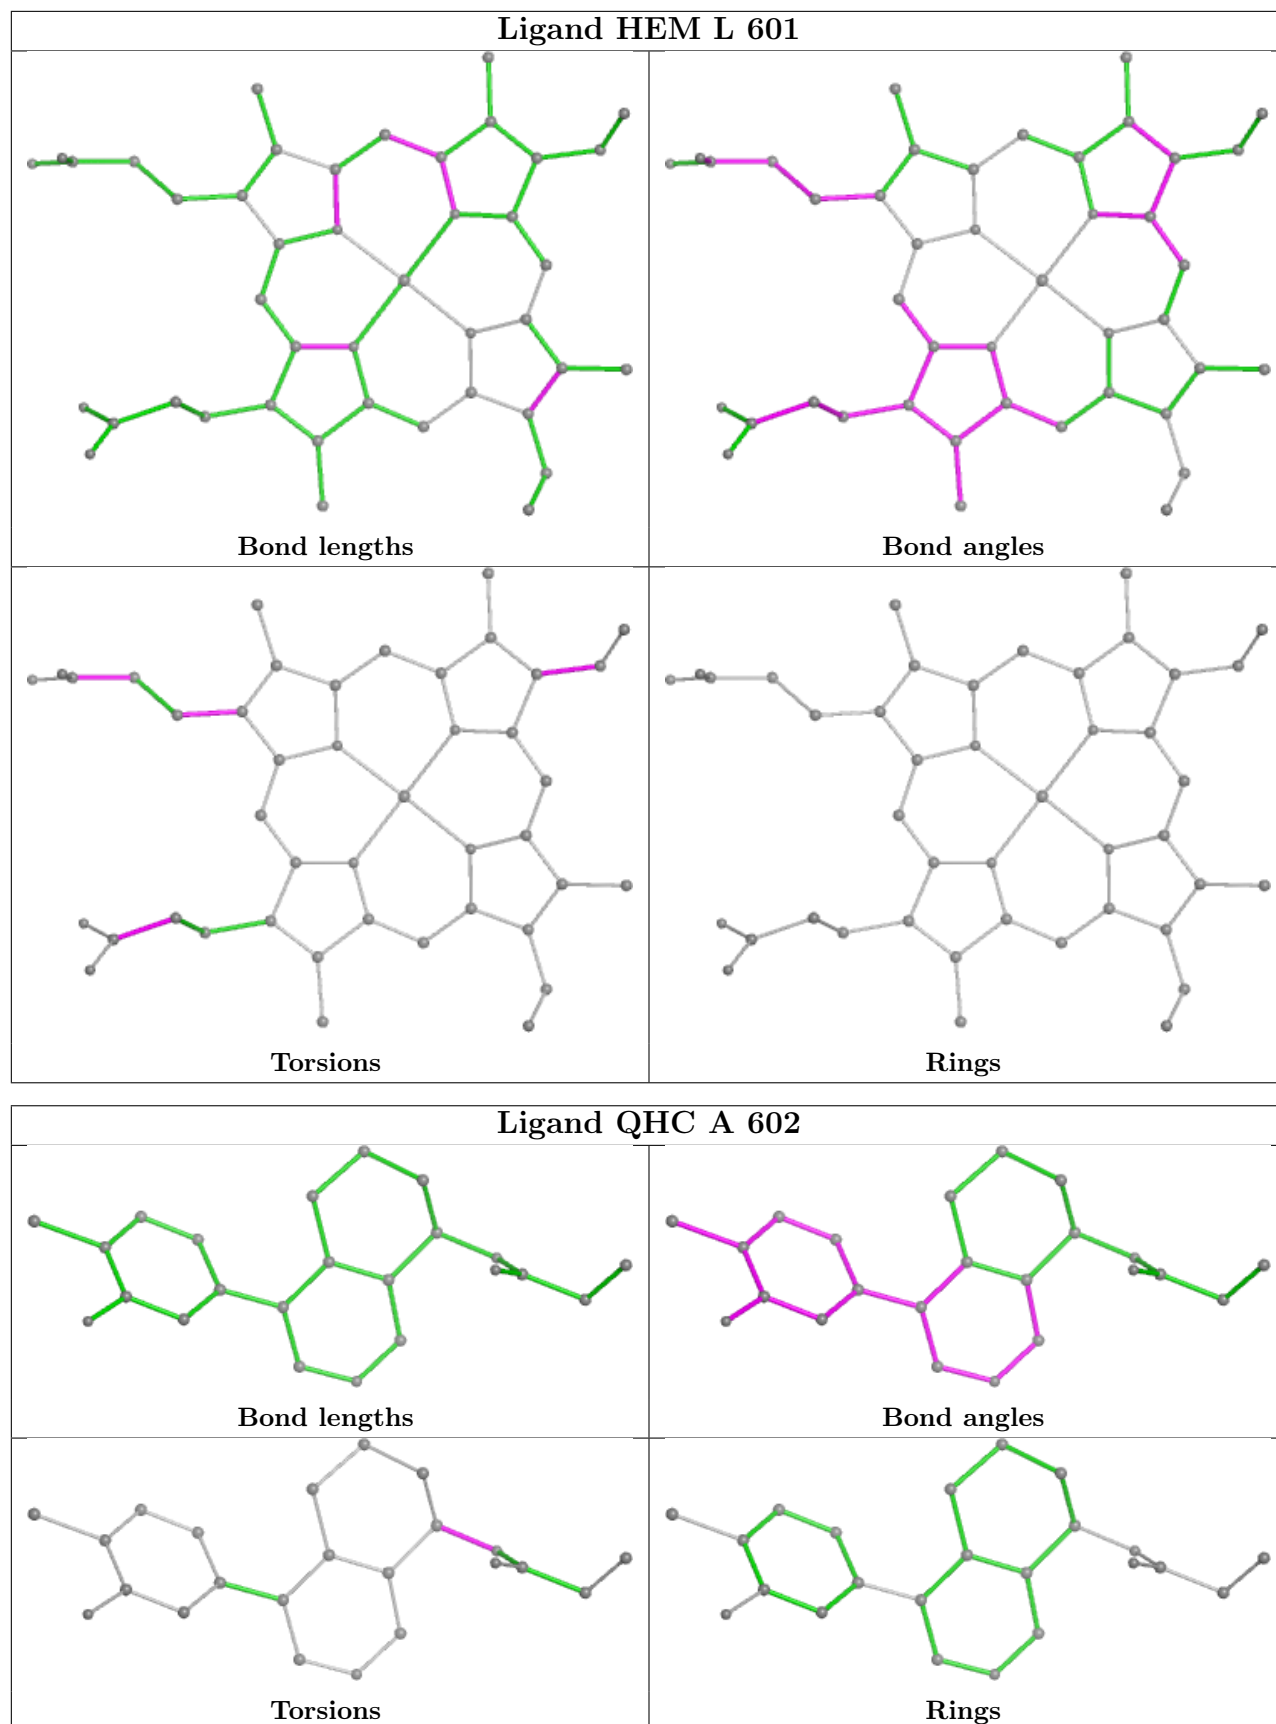 Ligand HEM L 601
Bond lengths
Bond angles
Torsions
Rings
Ligand QHC A 602
Bond lengths
Bond angles
Torsions
Rings